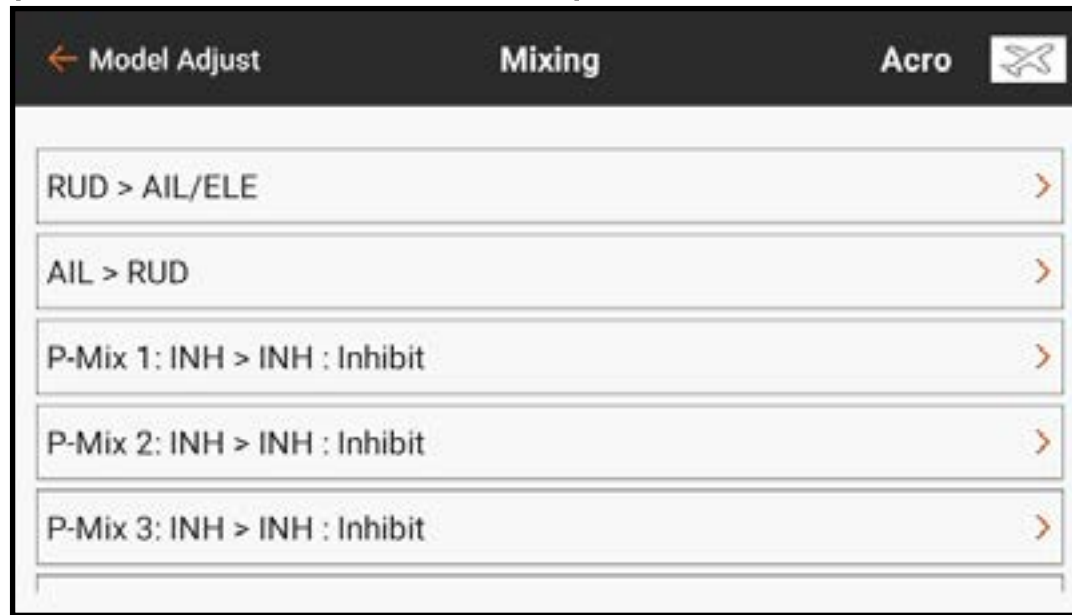 Model Adjust Mixing Acro
RUD > AIL/ELE
AIL > RUD
P-Mix 1: INH > INH : Inhibit
P-Mix 2: INH > INH : Inhibit
P-Mix 3: INH > INH : Inhibit